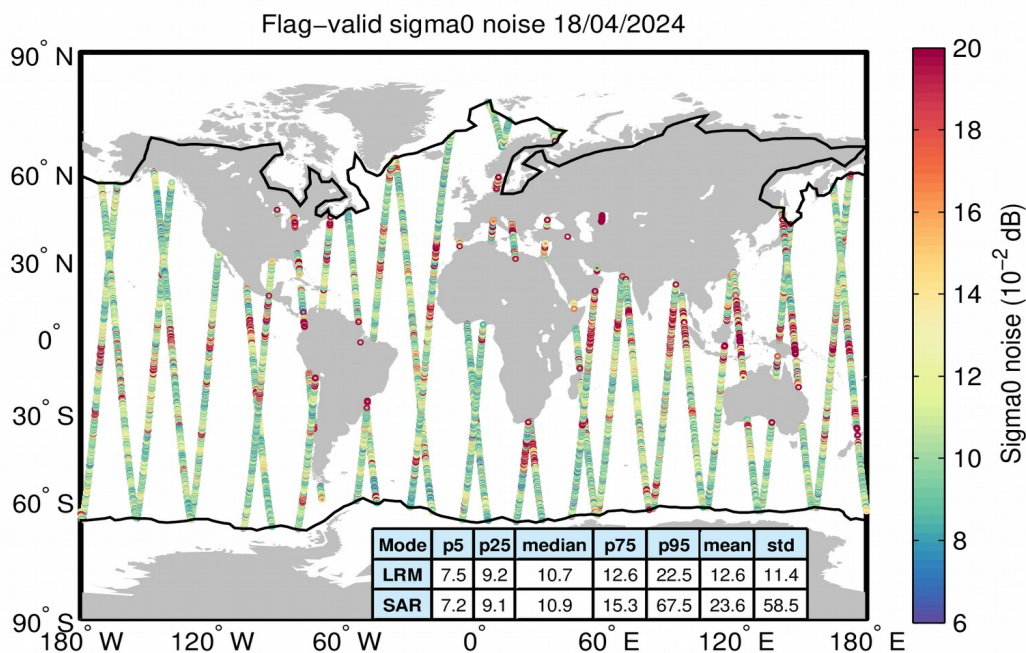 Flag−valid sigma0 noise 18/04/2024
90° N
60° N
30° N
0°
30° S
60° S
90° S
180° W
120° W
60° W
0°
60° E
120° E
180° E
Mode p5 p25 median p75 p95 mean std
LRM 7.5 9.2 10.7 12.6 22.5 12.6 11.4
SAR 7.2 9.1 10.9 15.3 67.5 23.6 58.5
20
18
16
14
12
10
8
6
Sigma0 noise (10⁻² dB)